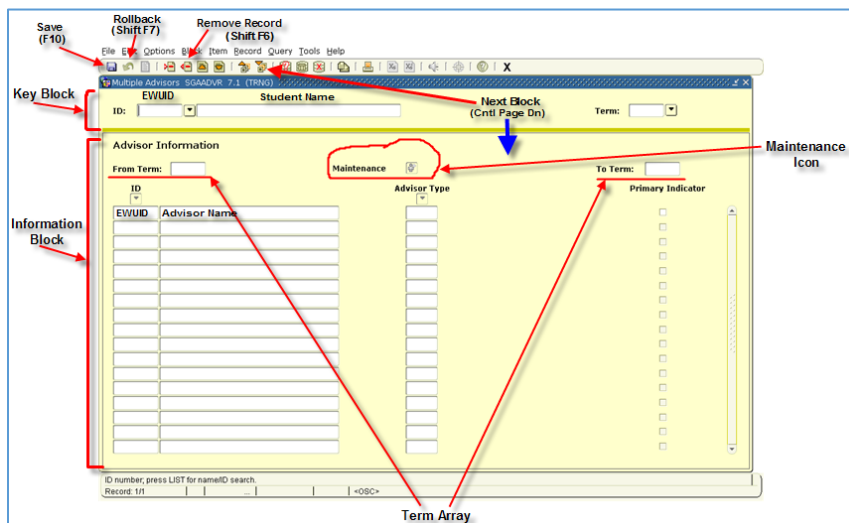 Save
(F10)
Rollback
(Shift F7)
Remove Record
(Shift F6)
File Edit Options Block Item Record Query Tools Help
X
Multiple Advisors SGAADVR 7.1 (TRNG)
Key Block
EWUID
Student Name
ID:
Next Block
(Cntl Page Dn)
Term:
Advisor Information
Maintenance
Icon
From Term:
Maintenance
To Term:
ID
Advisor Type
Primary Indicator
EWUID Advisor Name
Information
Block
ID number; press LIST for name/ID search.
Record: 1/1 ... <OSC>
Term Array